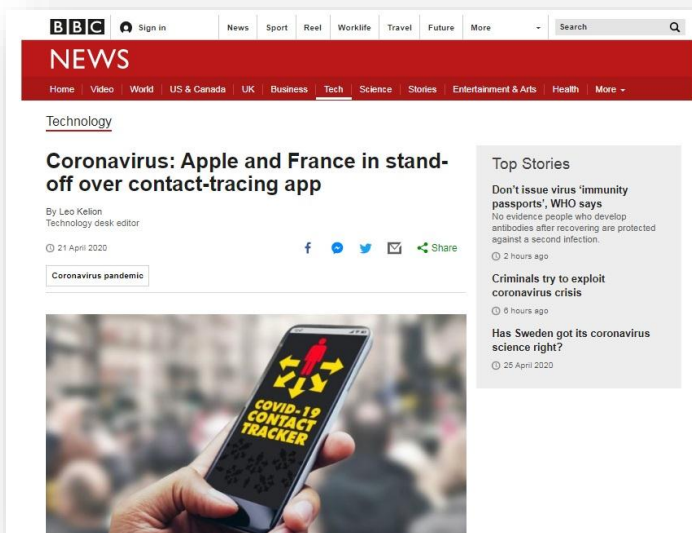 BBC Sign in News Sport Reel Worklife Travel Future More Search
NEWS
Home Video World US & Canada UK Business Tech Science Stories Entertainment & Arts Health More
Technology
Coronavirus: Apple and France in stand-
off over contact-tracing app
By Leo Kelion
Technology desk editor
21 April 2020
Share
Coronavirus pandemic
COVID-19
CONTACT
TRACKER
Top Stories
Don't issue virus 'immunity
passports', WHO says
No evidence people who develop
antibodies after recovering are protected
against a second infection.
2 hours ago
Criminals try to exploit
coronavirus crisis
6 hours ago
Has Sweden got its coronavirus
science right?
25 April 2020